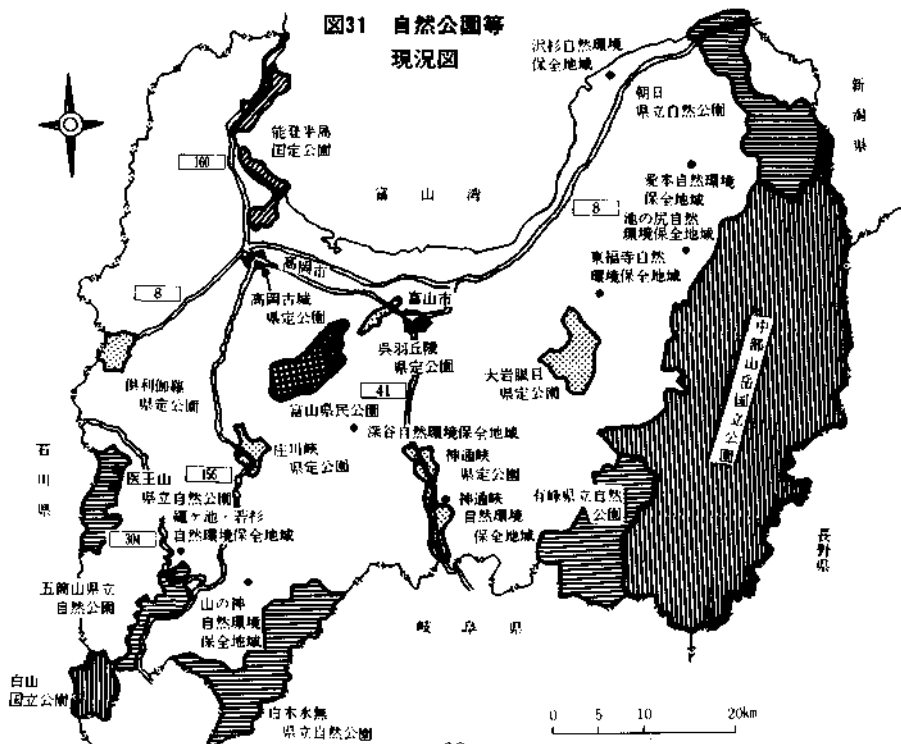 図31 自然公園等
現況図
沢杉自然環境
保全地域
朝日
県立自然公園
新潟県
能登半島
国定公園
160
富山湾
愛本自然環境
保全地域
8
池の尻自然
環境保全地域
高岡市
東福寺自然
環境保全地域
8
高岡古城
県定公園
富山市
呉羽丘陵
県定公園
中部山岳国立公園
大岩眼目
県定公園
倶利伽羅
県定公園
41
富山県民公園
深谷自然環境保全地域
石川県
庄川峡
県定公園
神通峡
県定公園
医王山
県立自然公園
156
有峰県立自然
公園
神通峡
自然環境
保全地域
縄ヶ池・若杉
自然環境保全地域
304
長野県
五箇山県立
自然公園
山の神
自然環境
保全地域
岐阜県
白山
国立公園
白木水無
県立自然公園
0 5 10 20km